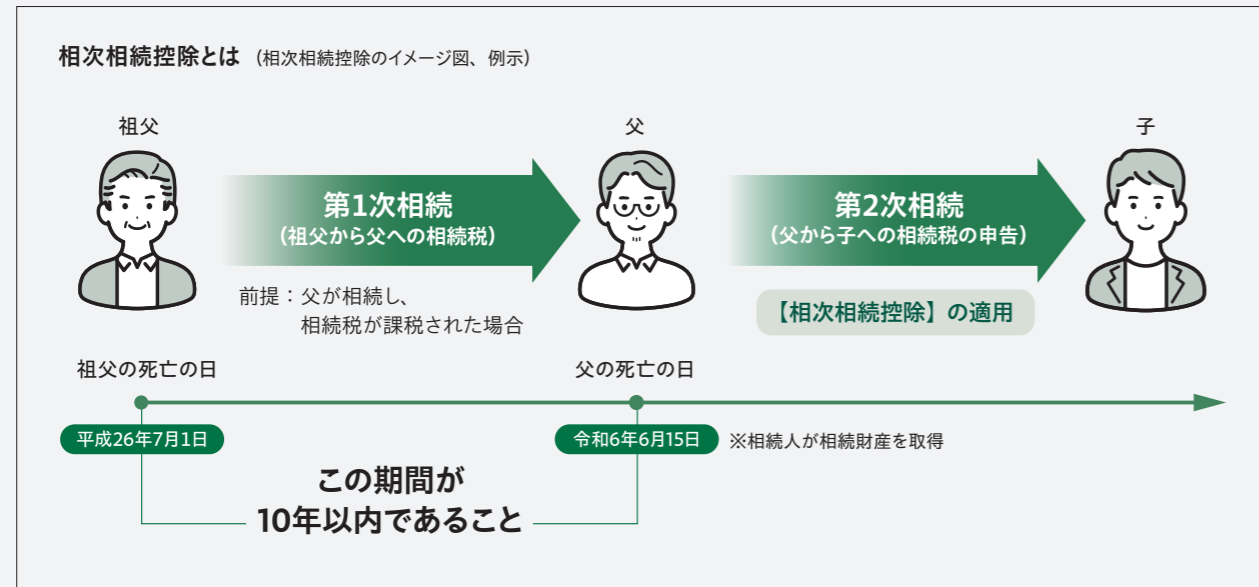 相次相続控除とは (相次相続控除のイメージ図、例示)
祖父
父
子
第1次相続
(祖父から父への相続税)
第2次相続
(父から子への相続税の申告)
前提：父が相続し、
相続税が課税された場合
【相次相続控除】の適用
祖父の死亡の日
父の死亡の日
平成26年7月1日
令和6年6月15日
※相続人が相続財産を取得
この期間が
10年以内であること